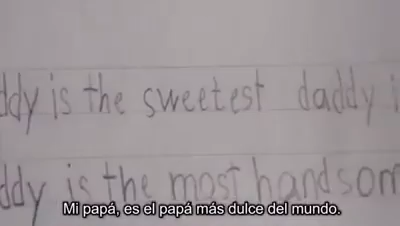 ddy is the sweetest daddy i
ddy is the most handsom
Mi papá, es el papá más dulce del mundo.